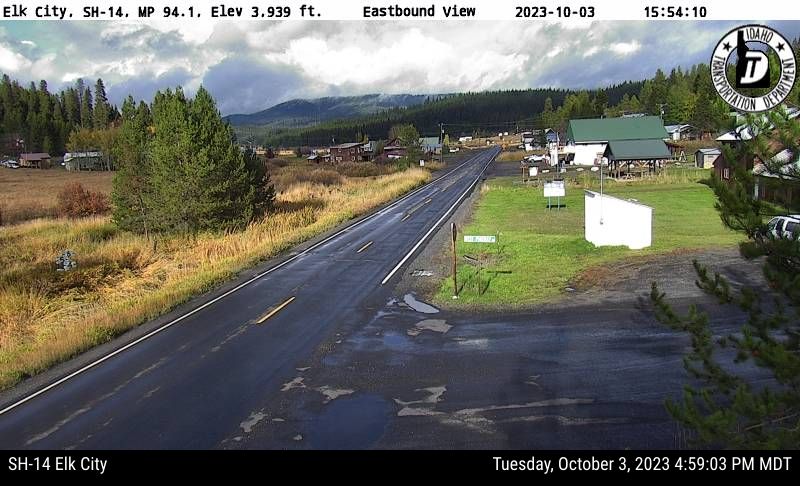 Elk City, SH-14, MP 94.1, Elev 3,939 ft. Eastbound View 2023-10-03 15:54:10
IDAHO
TRANSPORTATION DEPARTMENT
SH-14 Elk City Tuesday, October 3, 2023 4:59:03 PM MDT